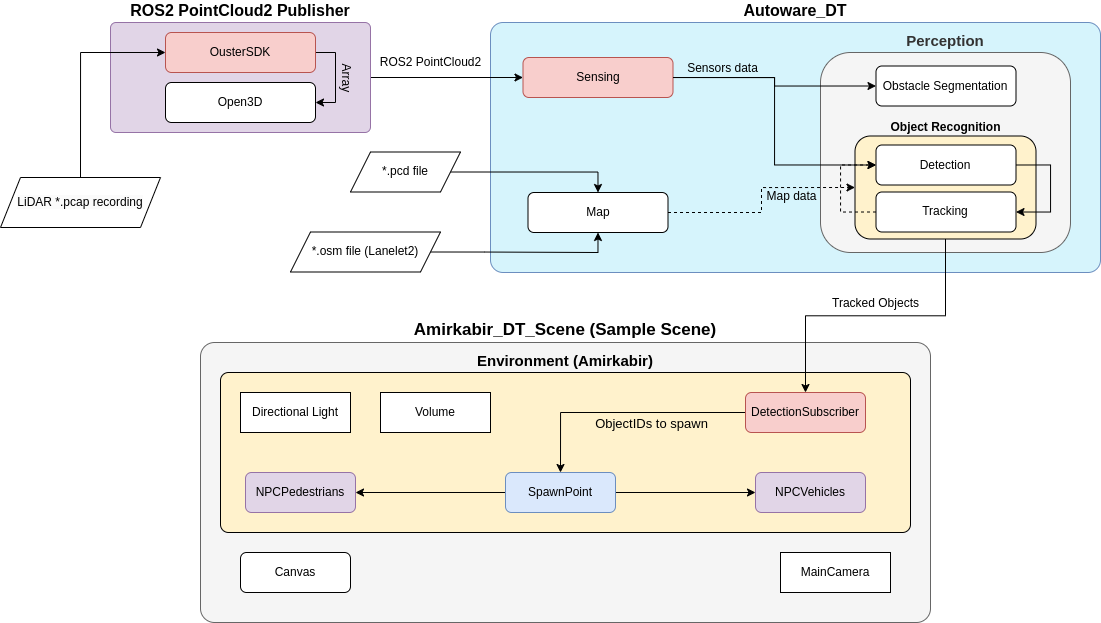 ROS2 PointCloud2 Publisher
Autoware_DT
OusterSDK
Array
Open3D
ROS2 PointCloud2
Sensing
Sensors data
Perception
Obstacle Segmentation
Object Recognition
Detection
Tracking
LiDAR *.pcap recording
*.pcd file
Map
Map data
*.osm file (Lanelet2)
Tracked Objects
Amirkabir_DT_Scene (Sample Scene)
Environment (Amirkabir)
Directional Light
Volume
DetectionSubscriber
ObjectIDs to spawn
NPCPedestrians
SpawnPoint
NPCVehicles
Canvas
MainCamera